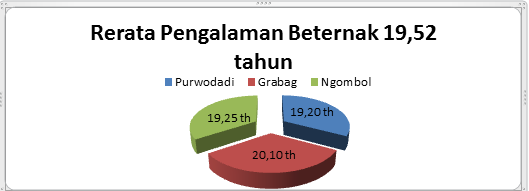 Rerata Pengalaman Beternak 19,52
tahun
Purwodadi Grabag Ngombol
19,25 th 19,20 th
20,10 th